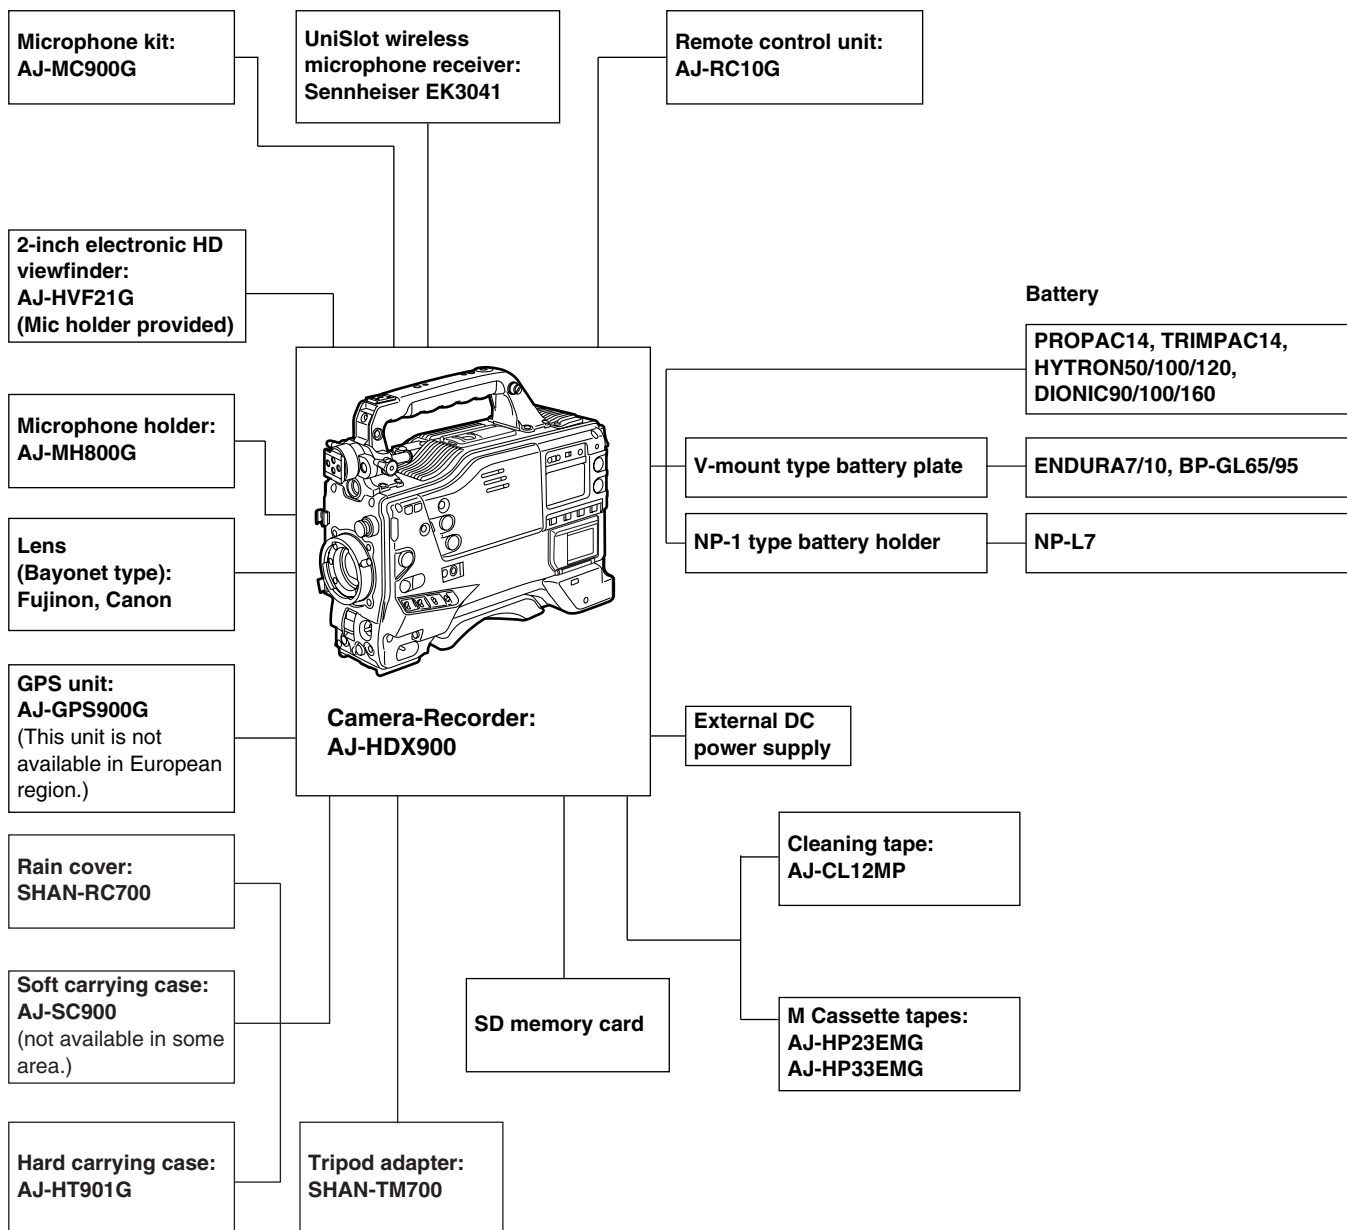 Microphone kit:
AJ-MC900G
UniSlot wireless
microphone receiver:
Sennheiser EK3041
Remote control unit:
AJ-RC10G
2-inch electronic HD
viewfinder:
AJ-HVF21G
(Mic holder provided)
Battery
PROPAC14, TRIMPAC14,
HYTRON50/100/120,
DIONIC90/100/160
Microphone holder:
AJ-MH800G
V-mount type battery plate
ENDURA7/10, BP-GL65/95
NP-1 type battery holder
NP-L7
Lens
(Bayonet type):
Fujinon, Canon
GPS unit:
AJ-GPS900G
(This unit is not
available in European
region.)
Camera-Recorder:
AJ-HDX900
External DC
power supply
Rain cover:
SHAN-RC700
Cleaning tape:
AJ-CL12MP
Soft carrying case:
AJ-SC900
(not available in some
area.)
SD memory card
M Cassette tapes:
AJ-HP23EMG
AJ-HP33EMG
Hard carrying case:
AJ-HT901G
Tripod adapter:
SHAN-TM700